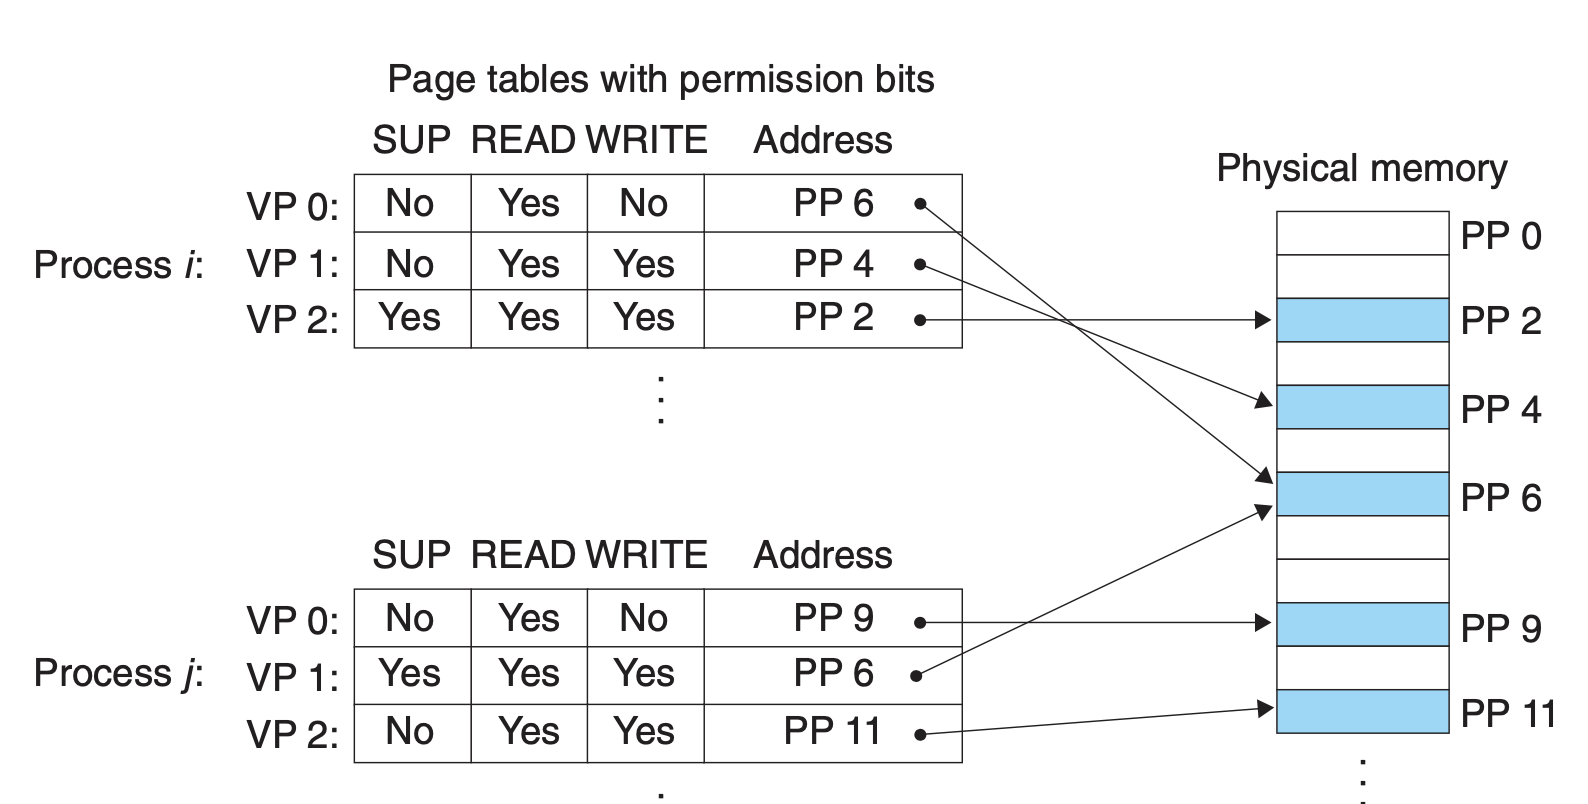 Page tables with permission bits
SUP READ WRITE Address
VP 0: No Yes No PP 6
Process i: VP 1: No Yes Yes PP 4
VP 2: Yes Yes Yes PP 2
SUP READ WRITE Address
VP 0: No Yes No PP 9
Process j: VP 1: Yes Yes Yes PP 6
VP 2: No Yes Yes PP 11
Physical memory
PP 0
PP 2
PP 4
PP 6
PP 9
PP 11